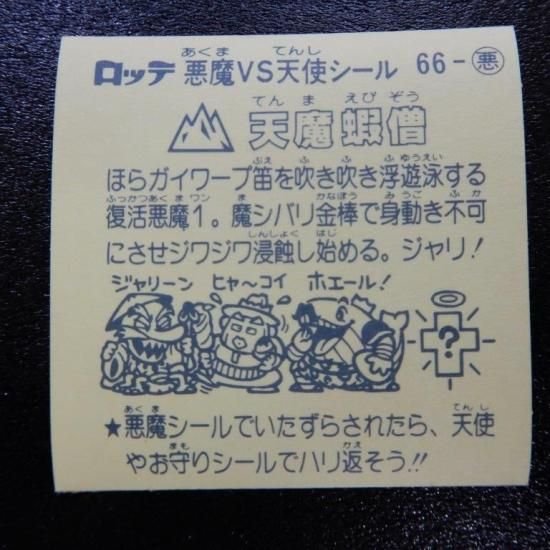 ロッテ 悪魔VS天使シール 66-悪
天魔蝦僧
ほらガイワープ笛を吹き吹き浮遊泳する
復活悪魔1。魔シバリ金棒で身動き不可
にさせジワジワ浸蝕し始める。ジャリ!
ジャリーン ヒャ〜コイ ホエール!
?
★悪魔シールでいたずらされたら、天使
やお守りシールでハリ返そう!!